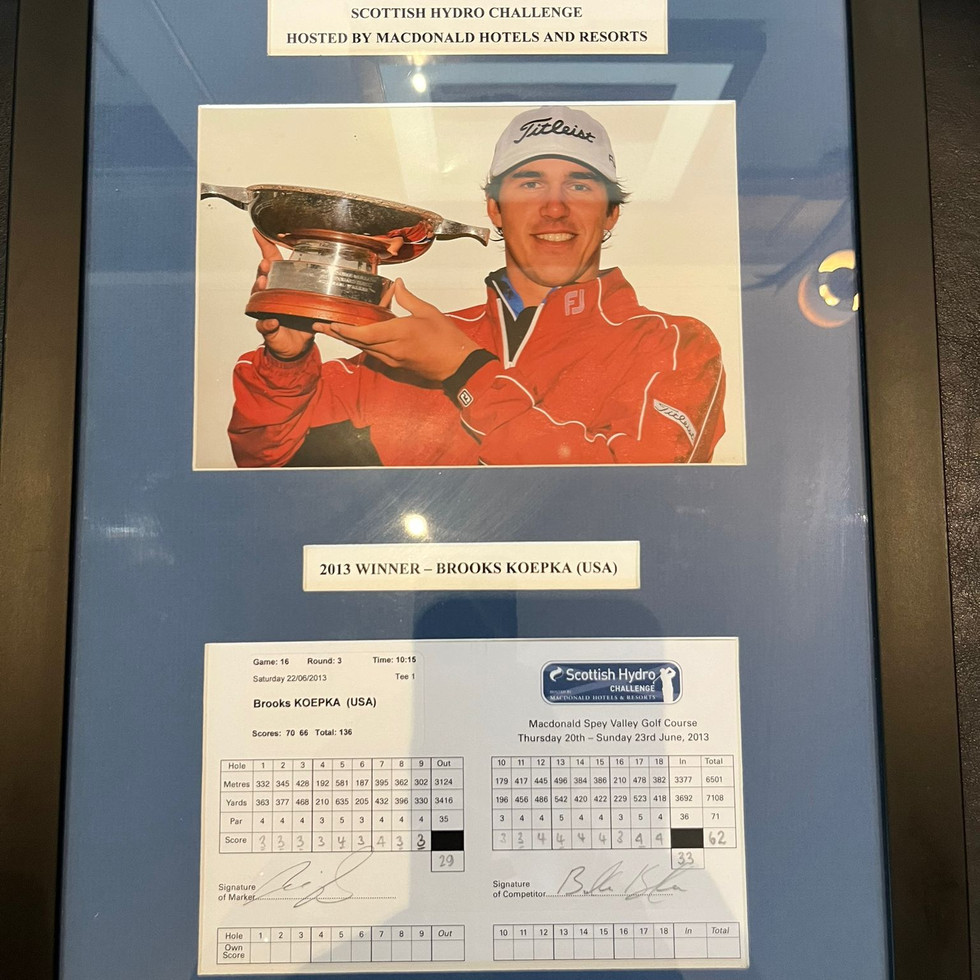 SCOTTISH HYDRO CHALLENGE
HOSTED BY MACDONALD HOTELS AND RESORTS
Titleist
FJ
Titleist
2013 WINNER – BROOKS KOEPKA (USA)
Game: 16 Round: 3 Time: 10:15
Saturday 22/06/2013 Tee 1
Brooks KOEPKA (USA)
Scores: 70 66 Total: 136
Scottish Hydro
CHALLENGE
MACDONALD HOTELS & RESORTS
Macdonald Spey Valley Golf Course
Thursday 20th – Sunday 23rd June, 2013
Hole 1 2 3 4 5 6 7 8 9 Out
Metres 332 345 428 192 581 187 395 362 302 3124
Yards 363 377 468 210 635 205 432 396 330 3416
Par 4 4 4 3 5 3 4 4 4 35
Score 3 3 3 3 4 3 4 3 3
29
10 11 12 13 14 15 16 17 18 In Total
179 417 445 496 384 386 210 478 382 3377 6501
196 456 486 542 420 422 229 523 418 3692 7108
3 4 4 5 4 4 3 5 4 36 71
3 3 4 4 4 4 3 4 4 62
33
Signature
of Marker
Signature
of Competitor
Hole 1 2 3 4 5 6 7 8 9 Out
Own
Score
10 11 12 13 14 15 16 17 18 In Total